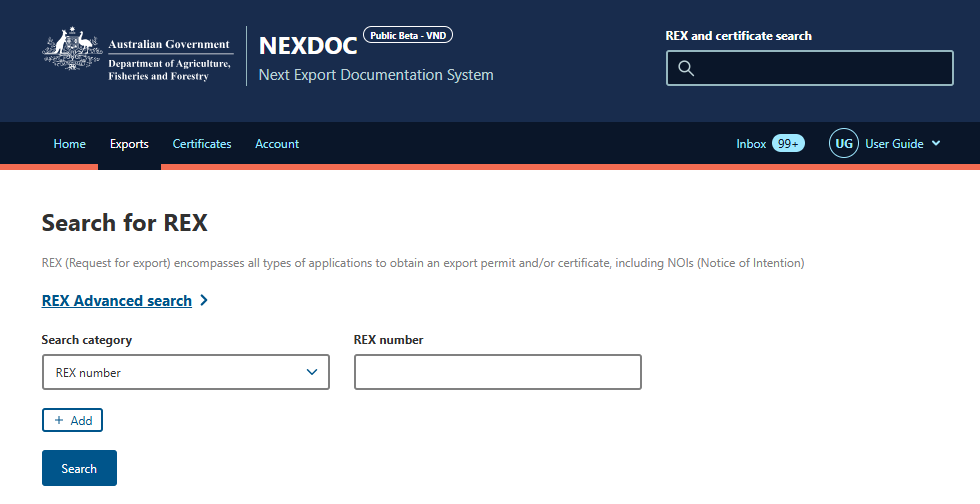 Australian Government
Department of Agriculture,
Fisheries and Forestry
NEXDOC
Public Beta - VND
Next Export Documentation System
REX and certificate search
Home
Exports
Certificates
Account
Inbox 99+
UG User Guide
Search for REX
REX (Request for export) encompasses all types of applications to obtain an export permit and/or certificate, including NOIs (Notice of Intention)
REX Advanced search
Search category
REX number
REX number
+ Add
Search